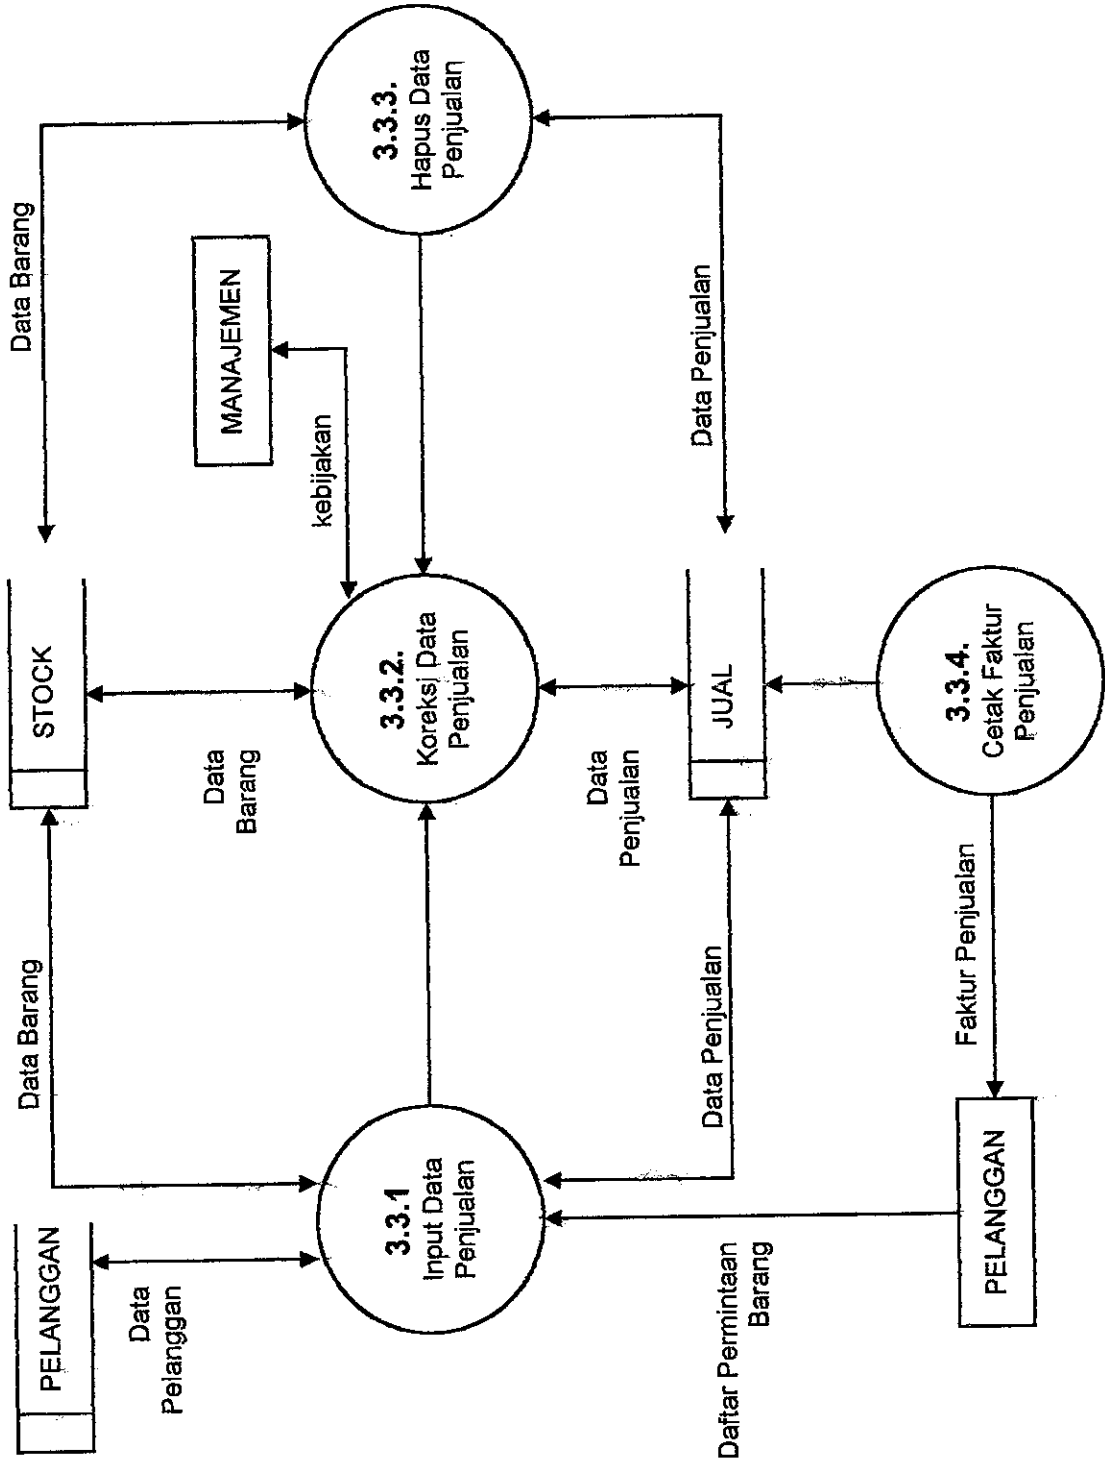 PELANGGAN
Data
Pelanggan
Data Barang
STOCK
Data
Barang
Data Barang
3.3.1
Input Data
Penjualan
3.3.2.
Koreksi Data
Penjualan
kebijakan
MANAJEMEN
3.3.3.
Hapus Data
Penjualan
Daftar Permintaan
Barang
Data Penjualan
Data
Penjualan
JUAL
Data Penjualan
PELANGGAN
Faktur Penjualan
3.3.4.
Cetak Faktur
Penjualan